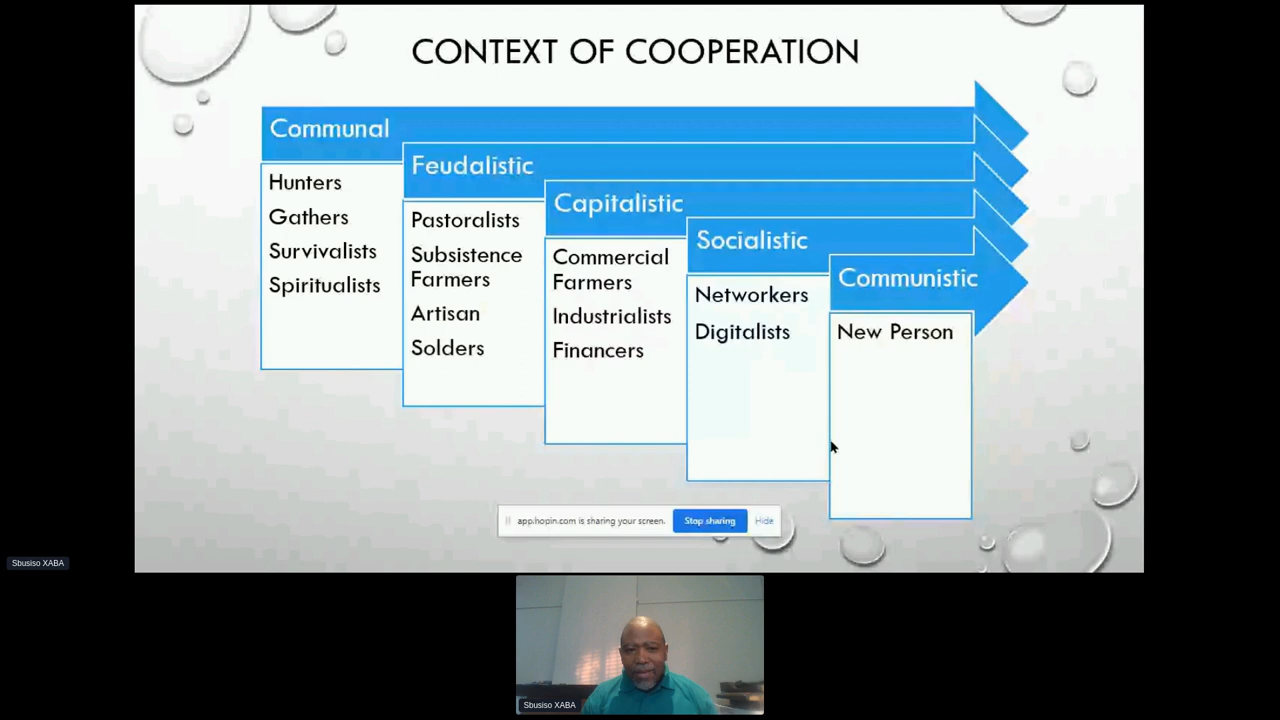 CONTEXT OF COOPERATION
Communal
Hunters
Gathers
Survivalists
Spiritualists
Feudalistic
Pastoralists
Subsistence
Farmers
Artisan
Solders
Capitalistic
Commercial
Farmers
Industrialists
Financers
Socialistic
Networkers
Digitalists
Communistic
New Person
app.hopin.com is sharing your screen.
Stop sharing
Hide
Sbusiso XABA
Sbusiso XABA